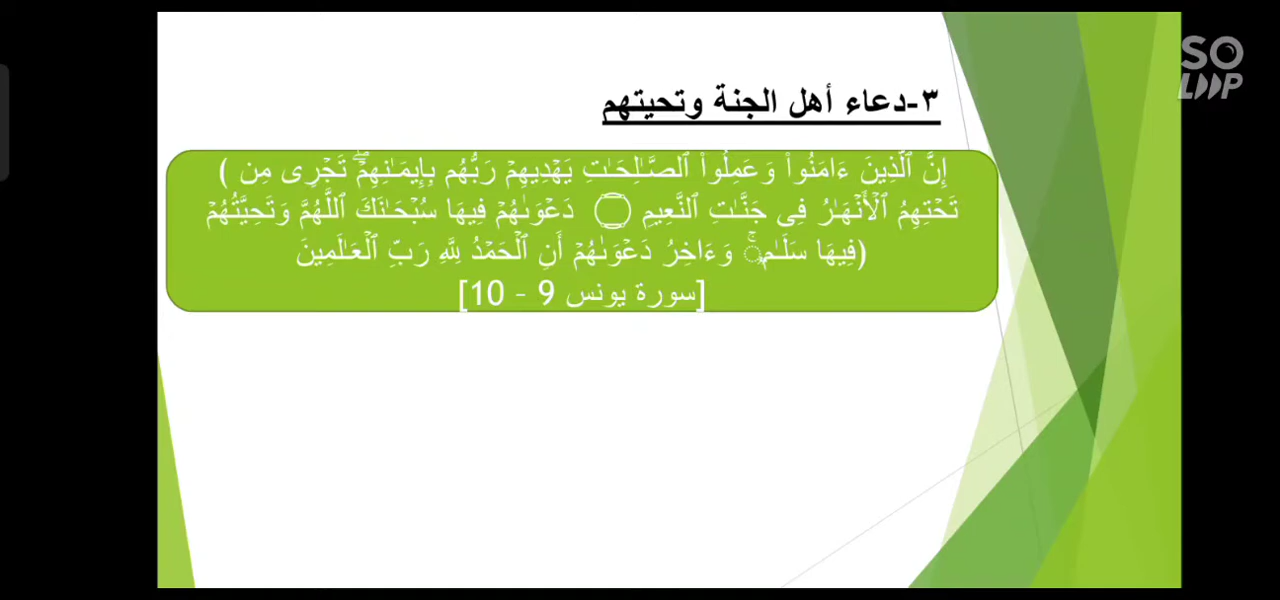 SO
LOOP
٣-دعاء أهل الجنة وتحيتهم
إِنَّ ٱلَّذِينَ ءَامَنُوا۟ وَعَمِلُوا۟ ٱلصَّـٰلِحَـٰتِ يَهْدِيهِمْ رَبُّهُم بِإِيمَـٰنِهِمْ ۖ تَجْرِى مِن (
تَحْتِهِمُ ٱلْأَنْهَـٰرُ فِى جَنَّـٰتِ ٱلنَّعِيمِ ۝ دَعْوَىٰهُمْ فِيهَا سُبْحَـٰنَكَ ٱللَّهُمَّ وَتَحِيَّتُهُمْ
فِيهَا سَلَـٰمٌۭ ۚ وَءَاخِرُ دَعْوَىٰهُمْ أَنِ ٱلْحَمْدُ لِلَّهِ رَبِّ ٱلْعَـٰلَمِينَ)
[سورة يونس 9 - 10]